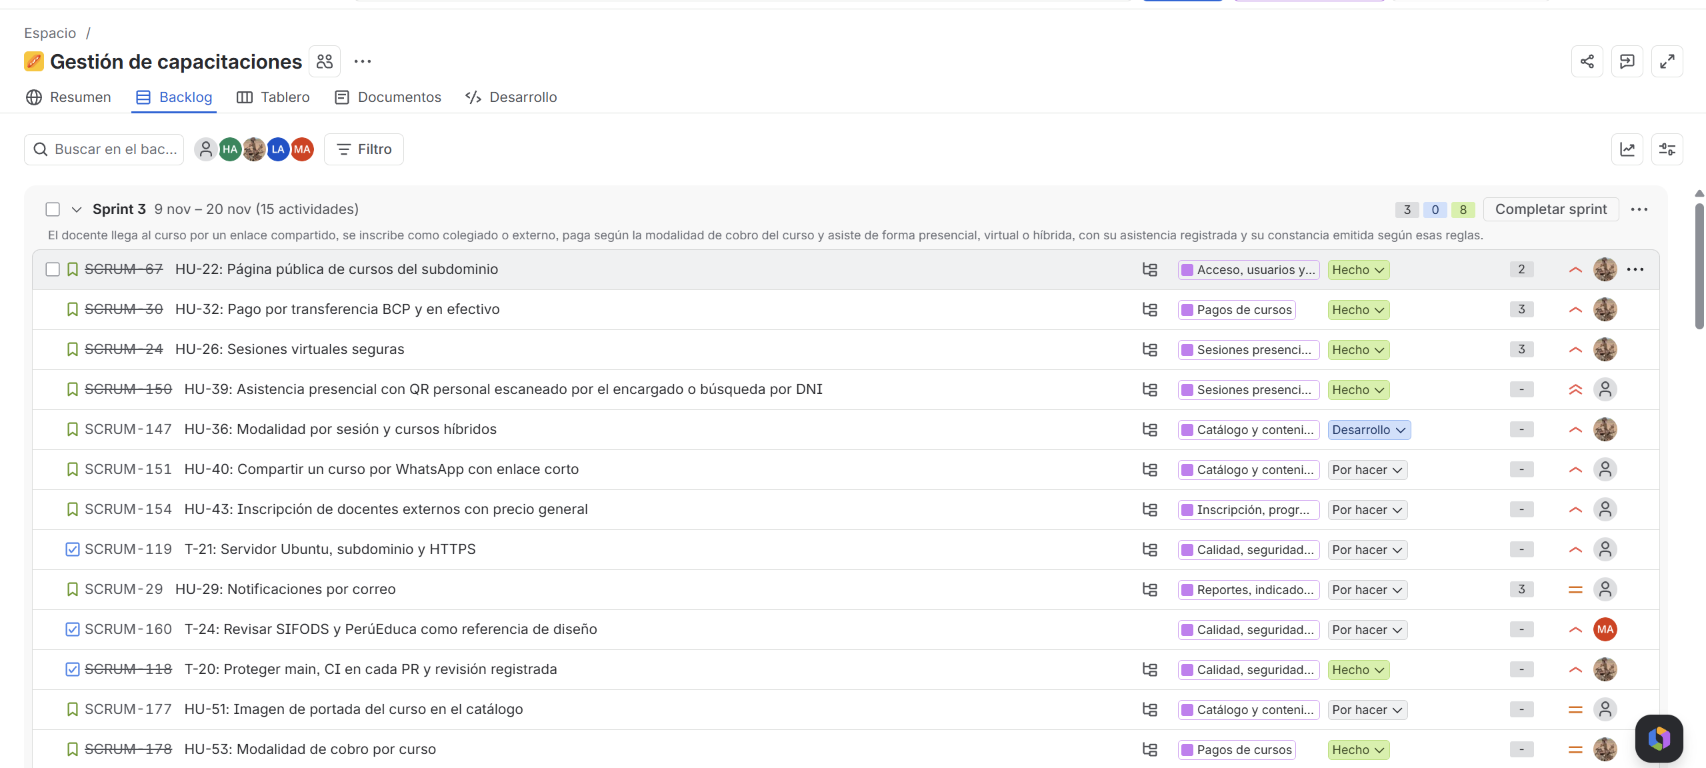 Espacio /
Gestión de capacitaciones
Resumen Backlog Tablero Documentos Desarrollo
Buscar en el bac... HA LA MA Filtro
Sprint 3 9 nov – 20 nov (15 actividades) 3 0 8 Completar sprint
El docente llega al curso por un enlace compartido, se inscribe como colegiado o externo, paga según la modalidad de cobro del curso y asiste de forma presencial, virtual o híbrida, con su asistencia registrada y su constancia emitida según esas reglas.
SCRUM-67 HU-22: Página pública de cursos del subdominio Acceso, usuarios y... Hecho 2
SCRUM-30 HU-32: Pago por transferencia BCP y en efectivo Pagos de cursos Hecho 3
SCRUM-24 HU-26: Sesiones virtuales seguras Sesiones presenci... Hecho 3
SCRUM-150 HU-39: Asistencia presencial con QR personal escaneado por el encargado o búsqueda por DNI Sesiones presenci... Hecho -
SCRUM-147 HU-36: Modalidad por sesión y cursos híbridos Catálogo y conteni... Desarrollo -
SCRUM-151 HU-40: Compartir un curso por WhatsApp con enlace corto Catálogo y conteni... Por hacer -
SCRUM-154 HU-43: Inscripción de docentes externos con precio general Inscripción, progr... Por hacer -
SCRUM-119 T-21: Servidor Ubuntu, subdominio y HTTPS Calidad, seguridad... Por hacer -
SCRUM-29 HU-29: Notificaciones por correo Reportes, indicado... Por hacer 3
SCRUM-160 T-24: Revisar SIFODS y PerúEduca como referencia de diseño Calidad, seguridad... Por hacer - MA
SCRUM-118 T-20: Proteger main, CI en cada PR y revisión registrada Calidad, seguridad... Hecho -
SCRUM-177 HU-51: Imagen de portada del curso en el catálogo Catálogo y conteni... Por hacer -
SCRUM-178 HU-53: Modalidad de cobro por curso Pagos de cursos Hecho -